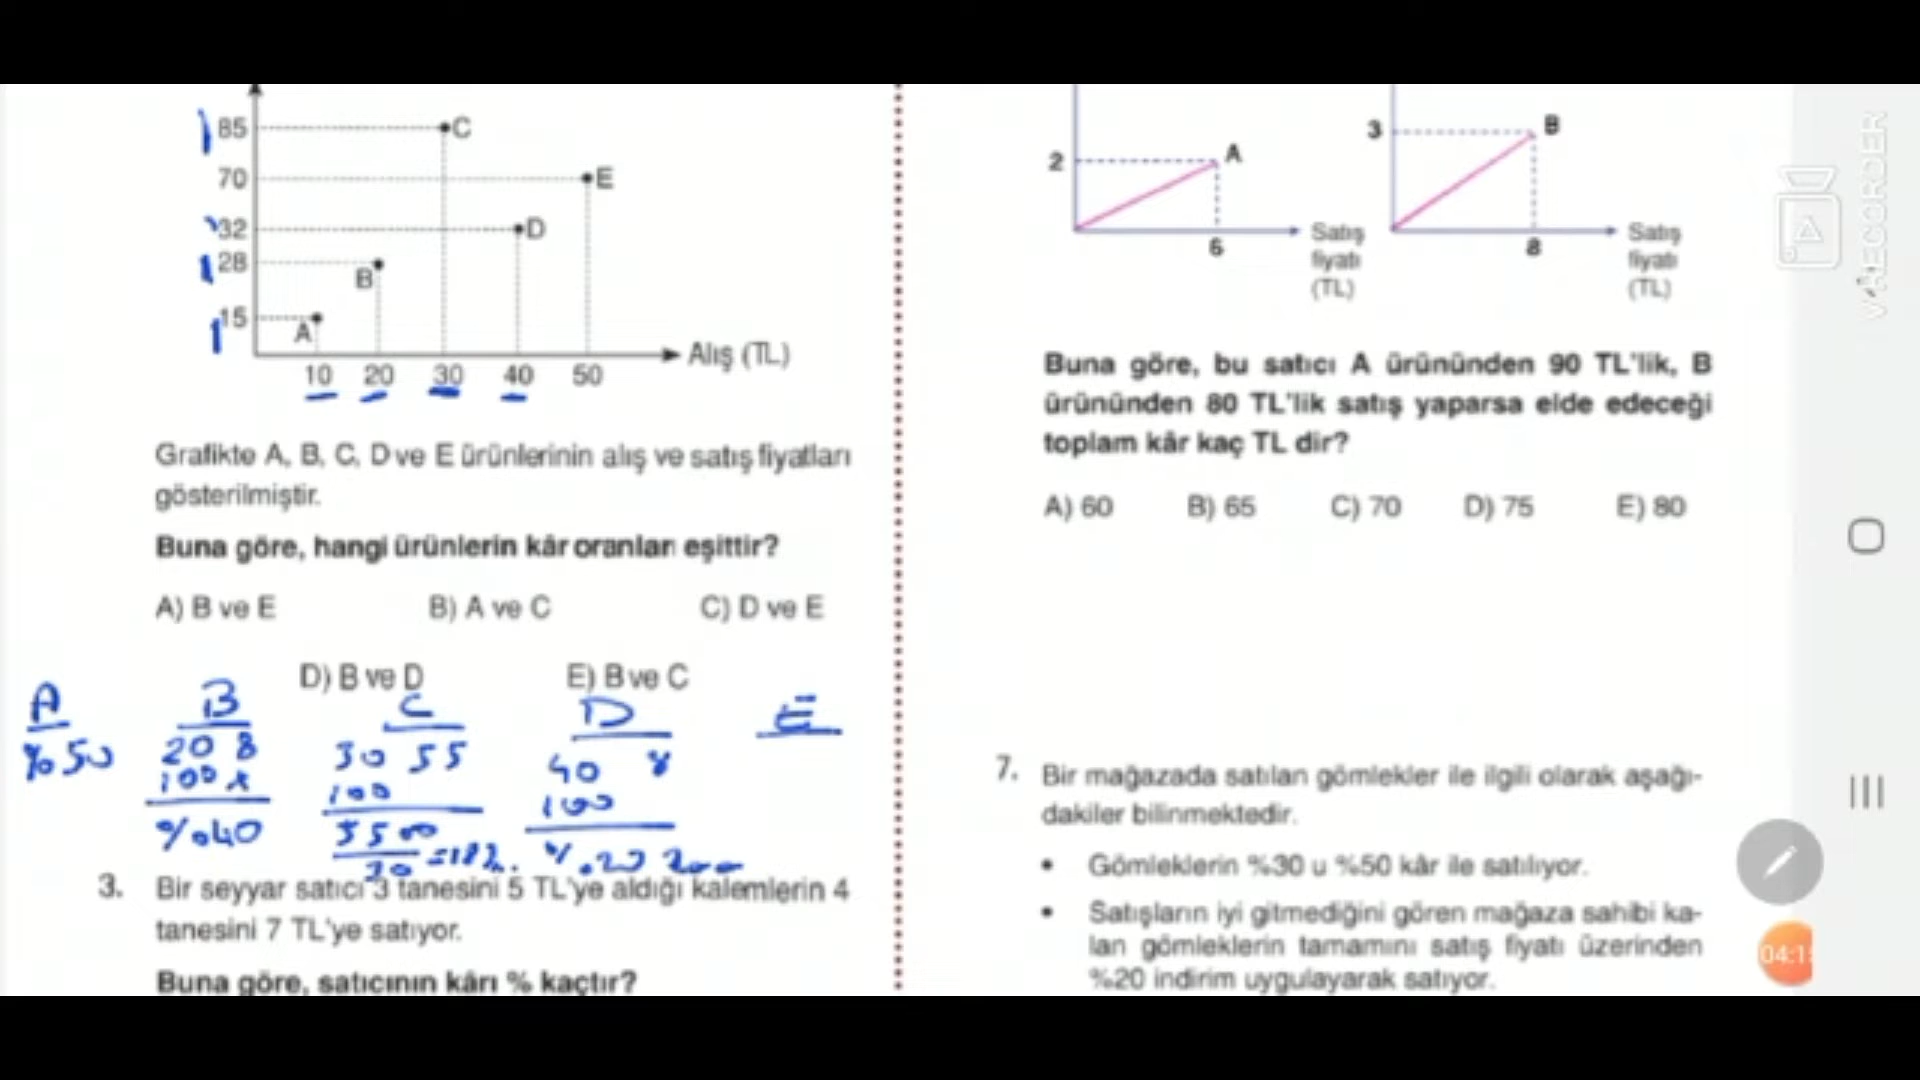 85
C
70
E
32
D
28
B
15
A
Alış (TL)
10 20 30 40 50
Grafikte A, B, C, D ve E ürünlerinin alış ve satış fiyatları
gösterilmiştir.
Buna göre, hangi ürünlerin kâr oranları eşittir?
A) B ve E B) A ve C C) D ve E
D) B ve D E) B ve C
A B C D E
%50 20 8 30 55 40 8
100 x 100 100
%40 5500 %20 200
30
3. Bir seyyar satıcı 3 tanesini 5 TL'ye aldığı kalemlerin 4
tanesini 7 TL'ye satıyor.
Buna göre, satıcının kârı % kaçtır?
2
A
6
Satış
fiyatı
(TL)
3
B
8
Satış
fiyatı
(TL)
Buna göre, bu satıcı A ürününden 90 TL'lik, B
ürününden 80 TL'lik satış yaparsa elde edeceği
toplam kâr kaç TL dir?
A) 60 B) 65 C) 70 D) 75 E) 80
7. Bir mağazada satılan gömlekler ile ilgili olarak aşağı-
dakiler bilinmektedir.
• Gömleklerin %30 u %50 kâr ile satılıyor.
• Satışların iyi gitmediğini gören mağaza sahibi ka-
lan gömleklerin tamamını satış fiyatı üzerinden
%20 indirim uygulayarak satıyor.
RECORDER
04:1